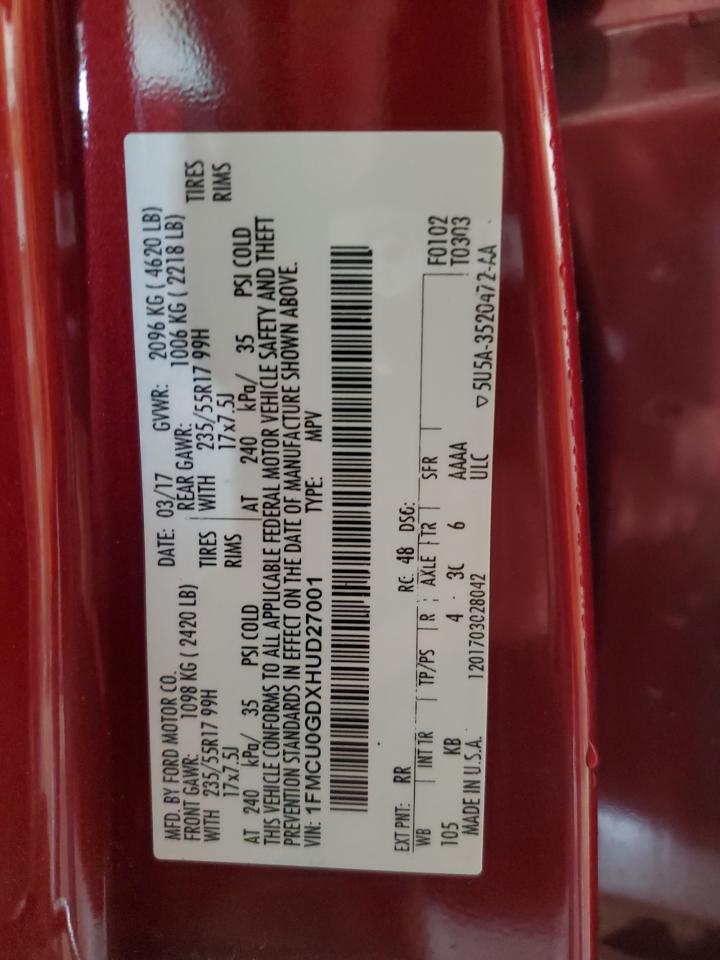 MFD. BY FORD MOTOR CO. DATE: 03/17 GVWR: 2096 KG ( 4620 LB)
FRONT GAWR: 1098 KG ( 2420 LB) REAR GAWR: 1006 KG ( 2218 LB)
WITH 235/55R17 99H TIRES WITH 235/55R17 99H TIRES
17x7.5J RIMS 17x7.5J RIMS
AT 240 kPa/ 35 PSI COLD AT 240 kPa/ 35 PSI COLD
THIS VEHICLE CONFORMS TO ALL APPLICABLE FEDERAL MOTOR VEHICLE SAFETY AND THEFT
PREVENTION STANDARDS IN EFFECT ON THE DATE OF MANUFACTURE SHOWN ABOVE.
VIN: 1FMCU0GDXHUD27001 TYPE: MPV
EXT PNT: RR RC: 48 DSO: F0102
WB INT TR TP/PS R AXLE TR SFR T0303
105 KB 4 3C 6 AAAA
MADE IN U.S.A. 1201703028042 ULC ▽5U5A-3520472-AA